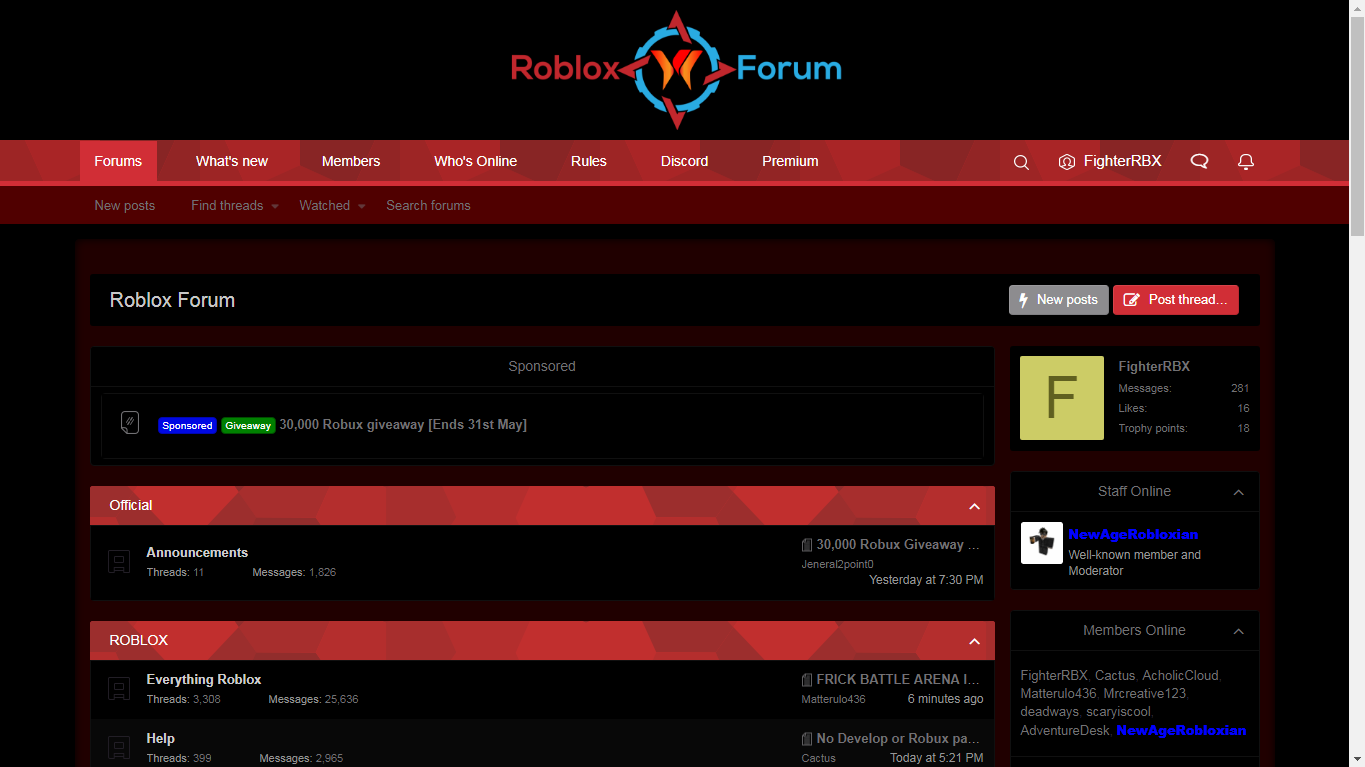 Roblox Forum
Forums What's new Members Who's Online Rules Discord Premium FighterRBX
New posts Find threads Watched Search forums
Roblox Forum New posts Post thread...
Sponsored
Sponsored Giveaway 30,000 Robux giveaway [Ends 31st May]
Official
Announcements 30,000 Robux Giveaway ...
Threads: 11 Messages: 1,826 Jeneral2point0
Yesterday at 7:30 PM
ROBLOX
Everything Roblox FRICK BATTLE ARENA I...
Threads: 3,308 Messages: 25,636 Matterulo436 6 minutes ago
Help No Develop or Robux pa...
Threads: 399 Messages: 2,965 Cactus Today at 5:21 PM
F
FighterRBX
Messages: 281
Likes: 16
Trophy points: 18
Staff Online
NewAgeRobloxian
Well-known member and
Moderator
Members Online
FighterRBX, Cactus, AcholicCloud,
Matterulo436, Mrcreative123,
deadways, scaryiscool,
AdventureDesk, NewAgeRobloxian